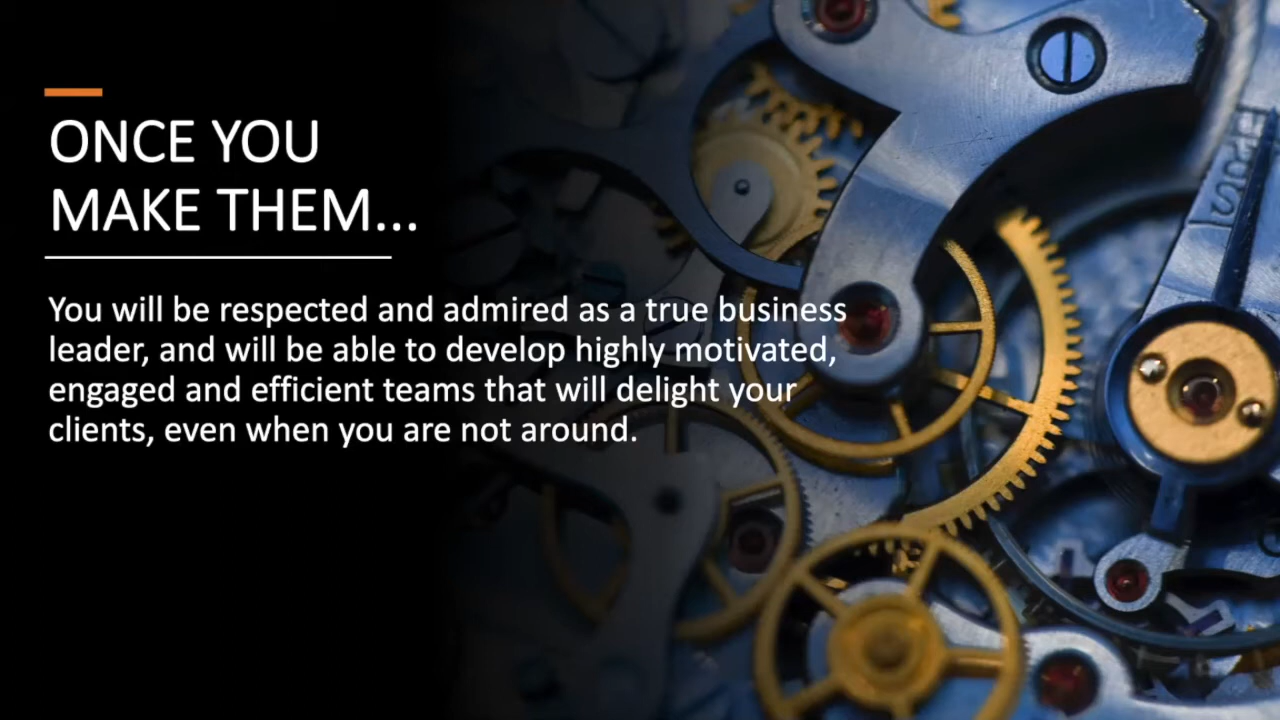 ONCE YOU
MAKE THEM...
You will be respected and admired as a true business
leader, and will be able to develop highly motivated,
engaged and efficient teams that will delight your
clients, even when you are not around.